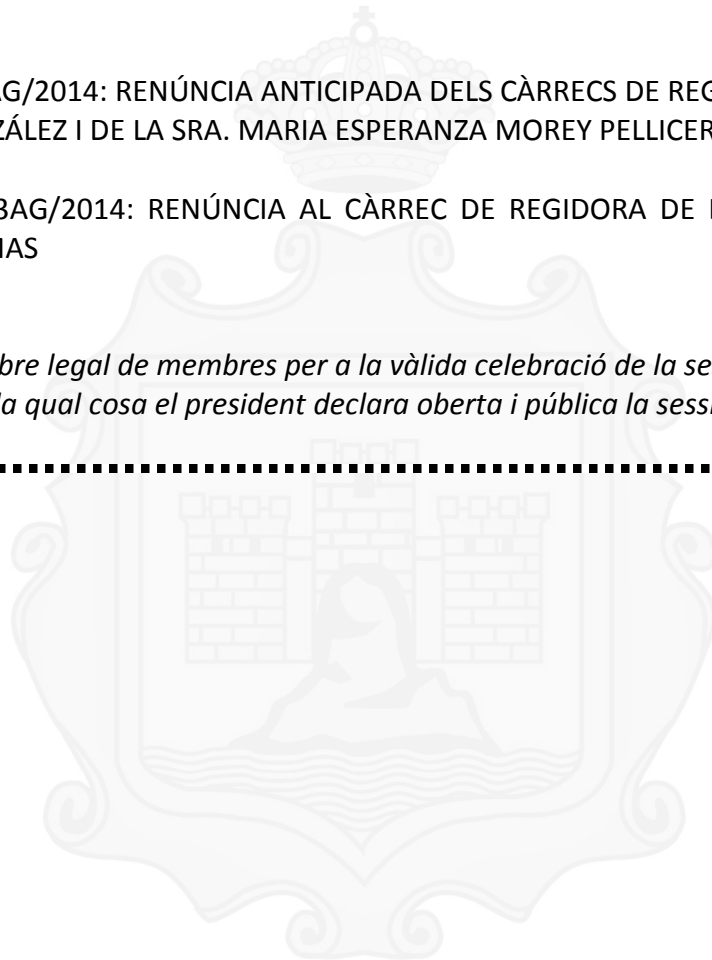 AG/2014: RENÚNCIA ANTICIPADA DELS CÀRRECS DE REG
ZÁLEZ I DE LA SRA. MARIA ESPERANZA MOREY PELLICER
BAG/2014: RENÚNCIA AL CÀRREC DE REGIDORA DE
IAS
bre legal de membres per a la vàlida celebració de la se
la qual cosa el president declara oberta i pública la sess